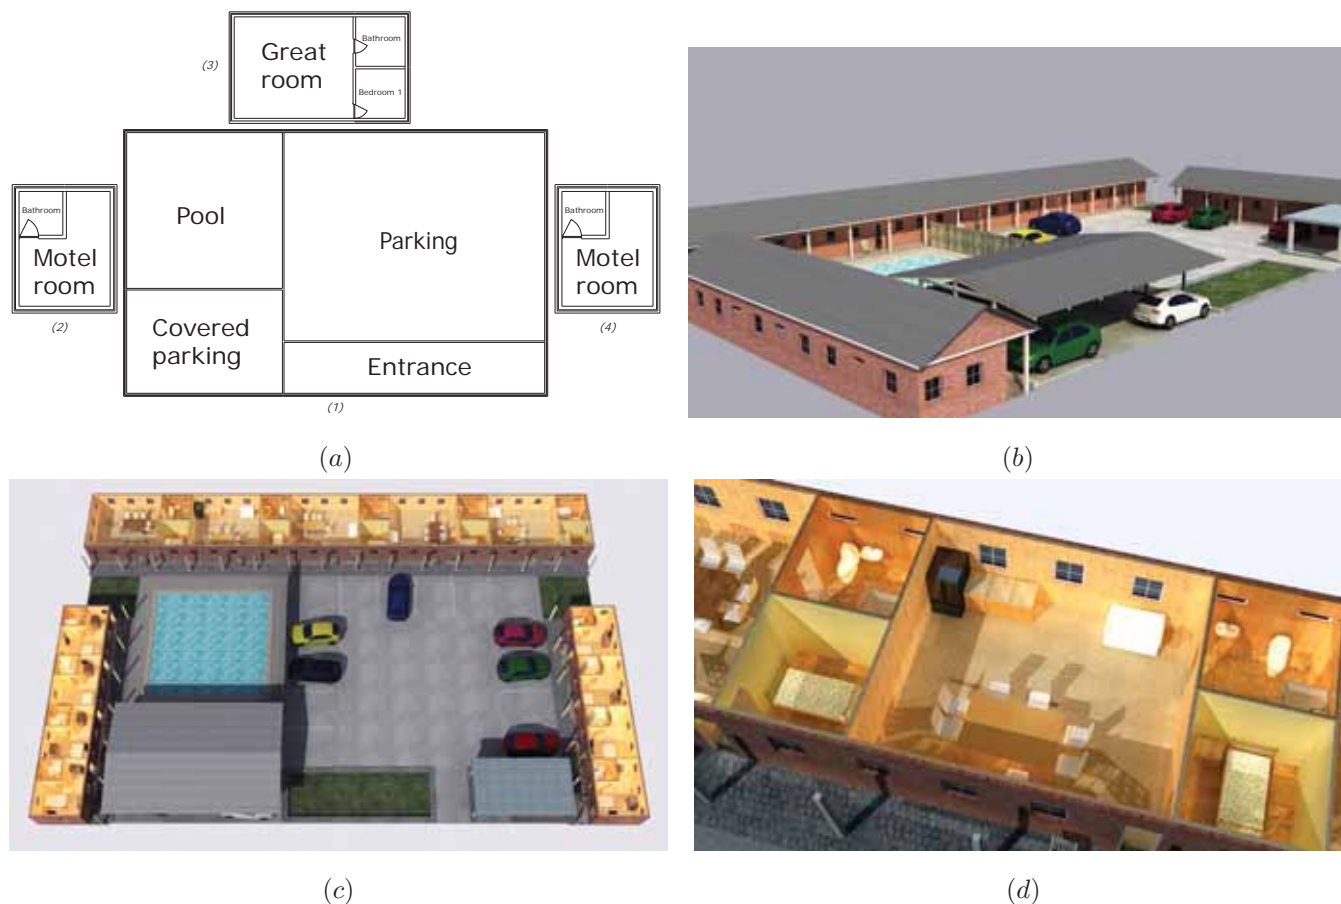 Great
room
Bathroom
Bedroom 1
(3)
Pool
Parking
Covered
parking
Entrance
(1)
Bathroom
Motel
room
(2)
Bathroom
Motel
room
(4)
(a)
(b)
(c)
(d)